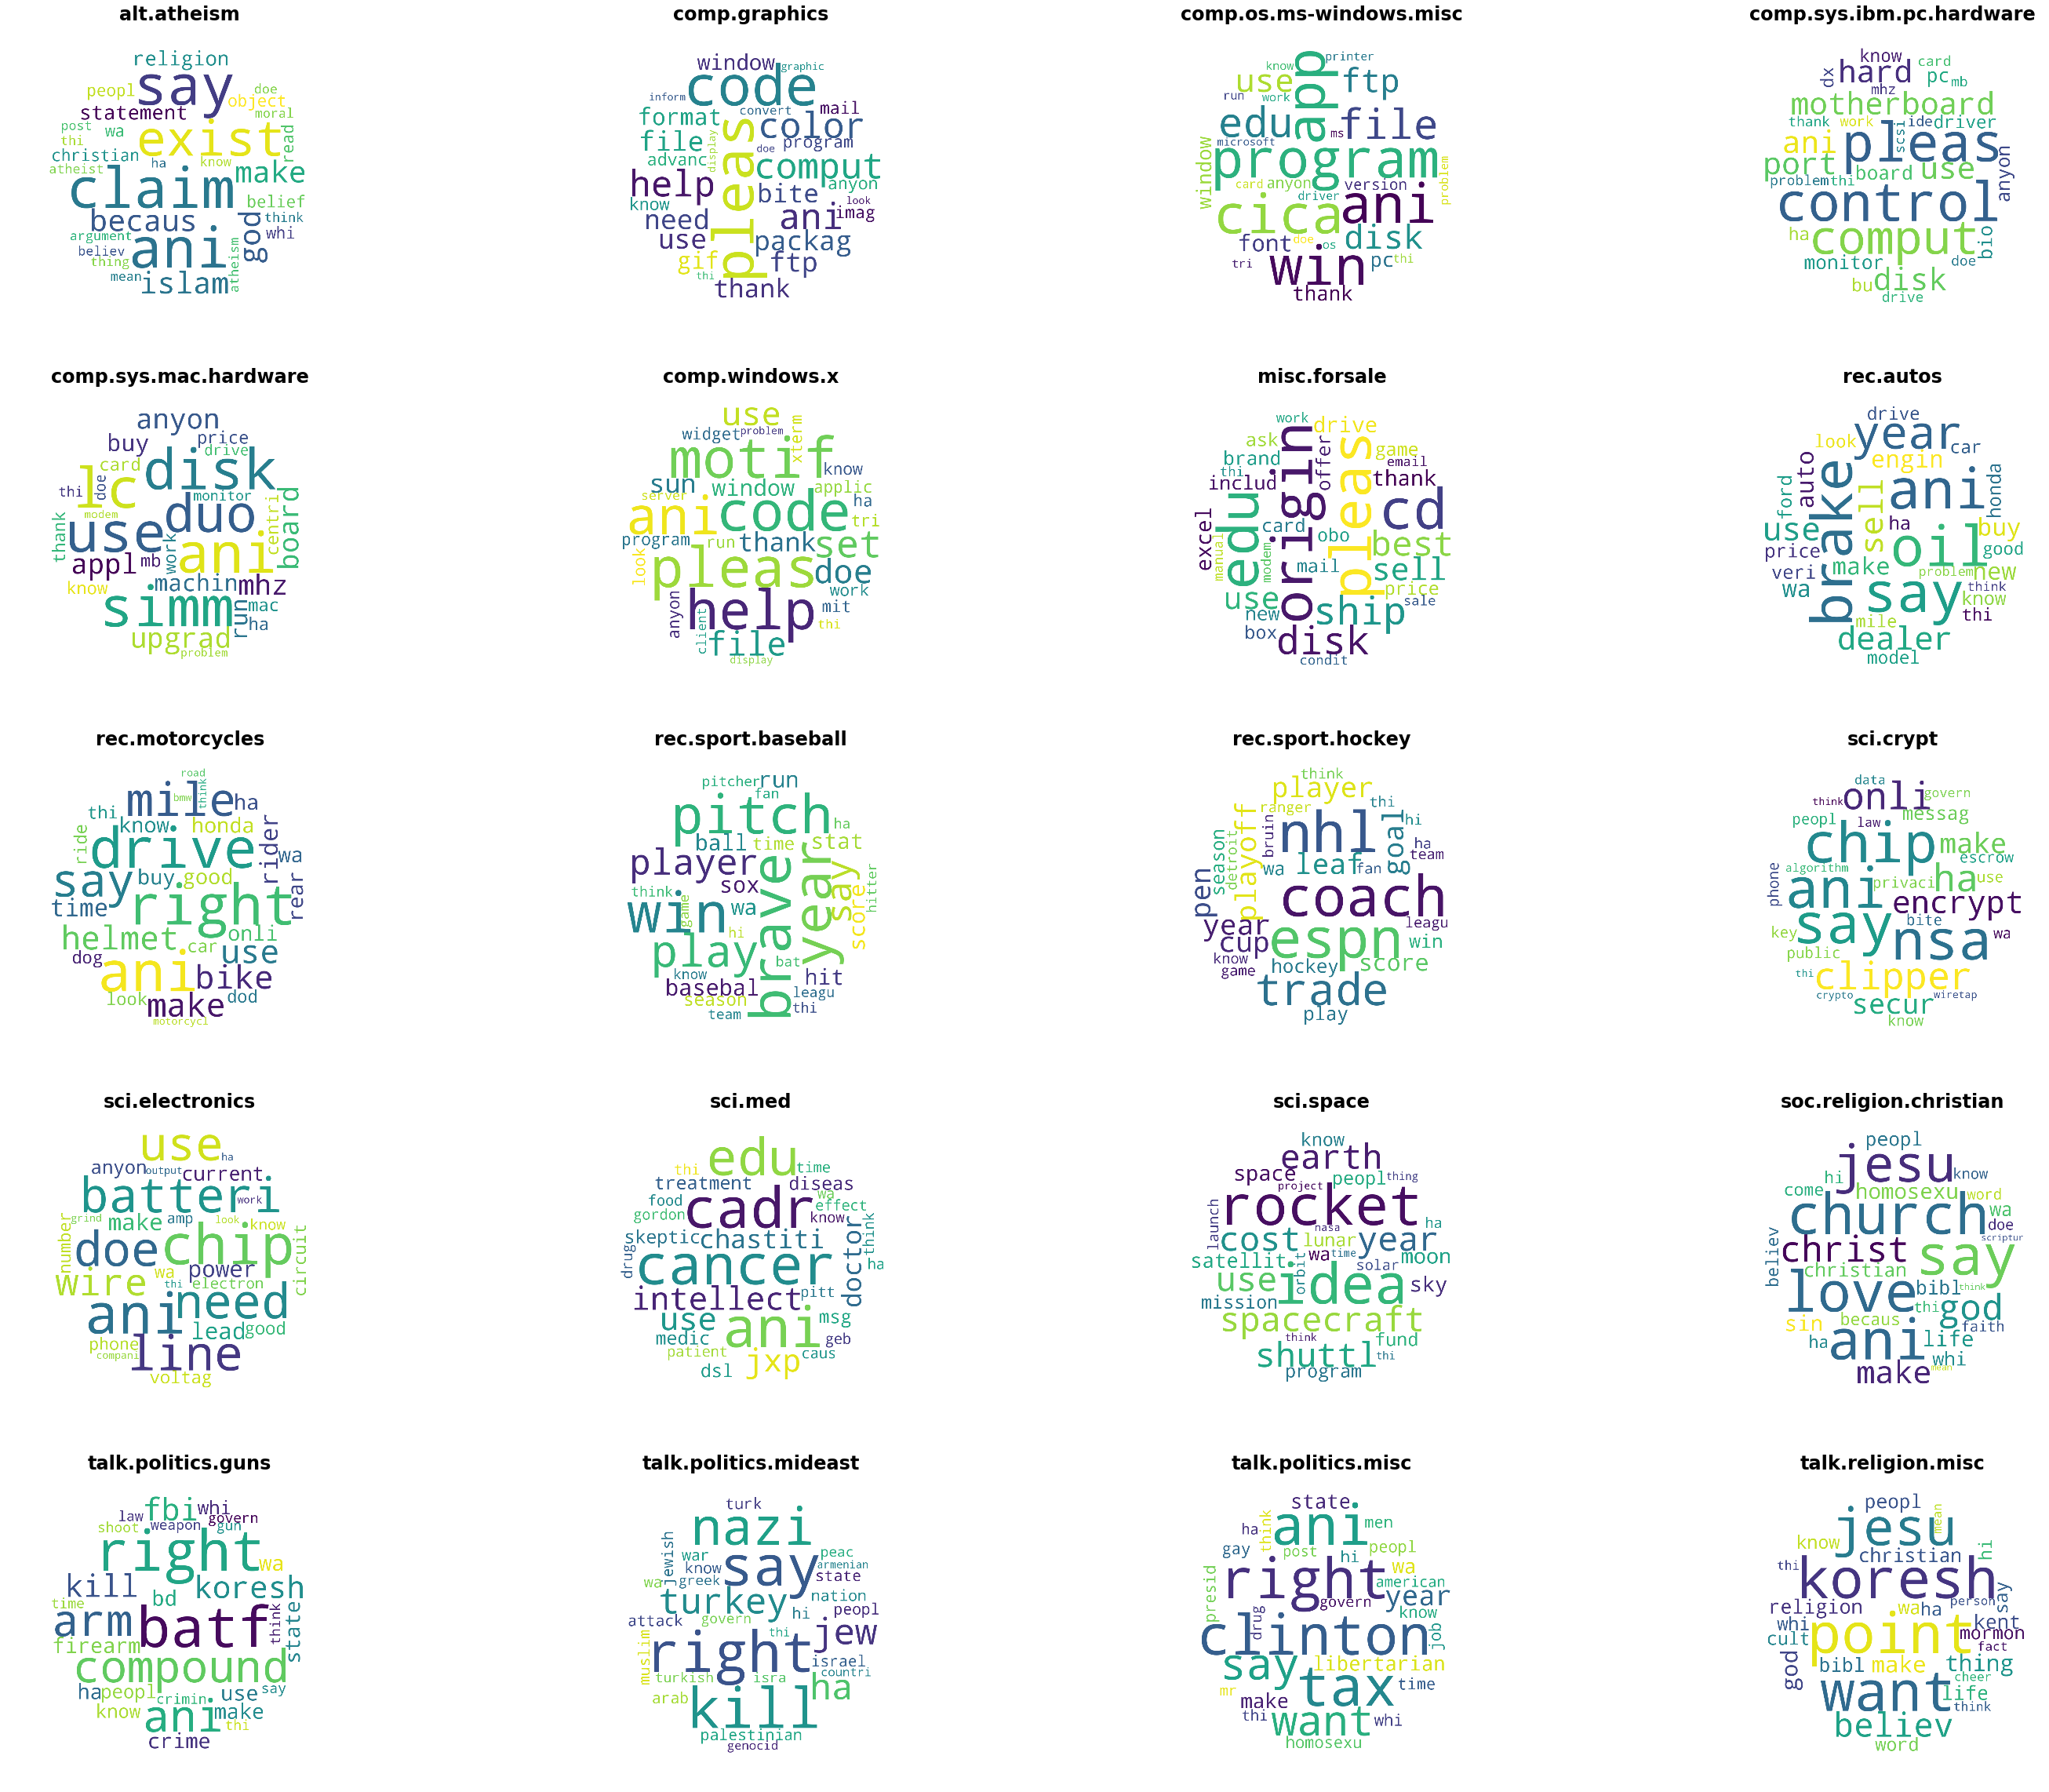 alt.atheism
religion
say
peopl
doe
object
statement
moral
post
wa
thi
exist
read
christian
ha
know
atheist
make
claim
belief
becaus
god
think
whi
argument
ani
believ
thing
mean
islam
atheism
comp.graphics
window
graphic
code
inform
convert
mail
format
color
file
display
pleas
doe
program
advanc
comput
help
bite
anyon
know
need
ani
look
imag
use
packag
gif
ftp
thi
thank
comp.os.ms-windows.misc
app
printer
know
use
ftp
run
work
edu
ms
file
microsoft
program
window
problem
card
anyon
version
cica
driver
ani
font
doe
os
disk
tri
win
pc
thi
thank
comp.sys.ibm.pc.hardware
know
card
dx
hard
pc
mb
mhz
motherboard
thank
work
ide
driver
ani
pleas
scsi
port
board
use
anyon
problem
thi
control
ha
comput
bio
monitor
doe
bu
disk
drive
comp.sys.mac.hardware
anyon
buy
price
drive
lc
card
disk
thi
doe
monitor
modem
duo
centri
board
thank
use
work
ani
appl
mb
know
machin
mhz
simm
run
mac
ha
upgrad
problem
comp.windows.x
use
widget
problem
xterm
motif
know
sun
window
applic
server
ha
ani
code
tri
program
run
thank
set
look
pleas
doe
work
anyon
help
mit
client
thi
file
display
misc.forsale
work
origin
drive
ask
offer
pleas
game
brand
email
thi
thank
includ
edu
cd
excel
card
obo
manual
best
modem
mail
sell
use
price
new
ship
sale
box
disk
condit
rec.autos
drive
look
year
car
auto
engin
brake
ani
honda
ford
sell
use
ha
buy
price
oil
good
veri
make
problem
new
wa
think
say
know
thi
mile
dealer
model
rec.motorcycles
road
mile
bmw
think
ha
thi
know
honda
ride
drive
rider
wa
say
buy
good
rear
time
right
helmet
onli
dog
car
use
ani
bike
look
make
dod
motorcycl
rec.sport.baseball
pitcher
run
fan
pitch
ha
ball
time
stat
player
sox
brave
year
say
hitter
think
win
game
wa
score
hi
play
know
bat
hit
basebal
leagu
season
thi
team
rec.sport.hockey
think
player
thi
ranger
playoff
bruin
nhl
goal
hi
ha
season
detroit
wa
leaf
fan
team
pen
coach
year
leagu
cup
espn
win
know
game
hockey
score
trade
play
sci.crypt
data
think
onli
govern
peopl
law
messag
chip
make
escrow
phone
algorithm
ani
privaci
ha
use
encrypt
say
bite
nsa
wa
key
public
thi
clipper
crypto
wiretap
secur
know
sci.electronics
use
ha
anyon
output
current
batteri
work
grind
make
amp
look
know
number
doe
chip
circuit
wire
wa
power
thi
electron
ani
need
lead
good
phone
line
compani
voltag
sci.med
edu
thi
time
treatment
diseas
food
cadr
wa
effect
gordon
know
skeptic
chastiti
doctor
think
drug
cancer
ha
intellect
pitt
use
ani
msg
medic
geb
patient
jxp
caus
dsl
sci.space
know
earth
space
peopl
thing
project
rocket
launch
nasa
ha
cost
lunar
year
satellit
wa
time
moon
orbit
solar
use
idea
sky
mission
spacecraft
think
fund
shuttl
thi
program
soc.religion.christian
peopl
jesu
hi
know
come
homosexu
word
church
wa
doe
believ
christ
say
scriptur
christian
love
bibl
think
thi
god
sin
becaus
faith
ha
ani
life
whi
make
mean
talk.politics.guns
fbi
whi
law
govern
shoot
weapon
gun
right
wa
kill
koresh
time
bd
arm
batf
think
state
firearm
compound
ha
peopl
crimin
use
say
know
ani
make
thi
crime
talk.politics.mideast
turk
nazi
jewish
war
peac
know
say
armenian
wa
greek
state
turkey
nation
attack
govern
hi
peopl
thi
jew
muslim
right
israel
turkish
isra
countri
arab
kill
ha
palestinian
genocid
talk.politics.misc
state
ha
think
ani
men
gay
post
hi
peopl
presid
right
wa
american
govern
year
drug
know
clinton
job
say
libertarian
mr
tax
time
make
thi
want
whi
homosexu
talk.religion.misc
peopl
jesu
mean
know
christian
hi
thi
koresh
religion
wa
ha
person
say
whi
kent
cult
point
mormon
fact
god
bibl
make
thing
cheer
want
life
think
believ
word